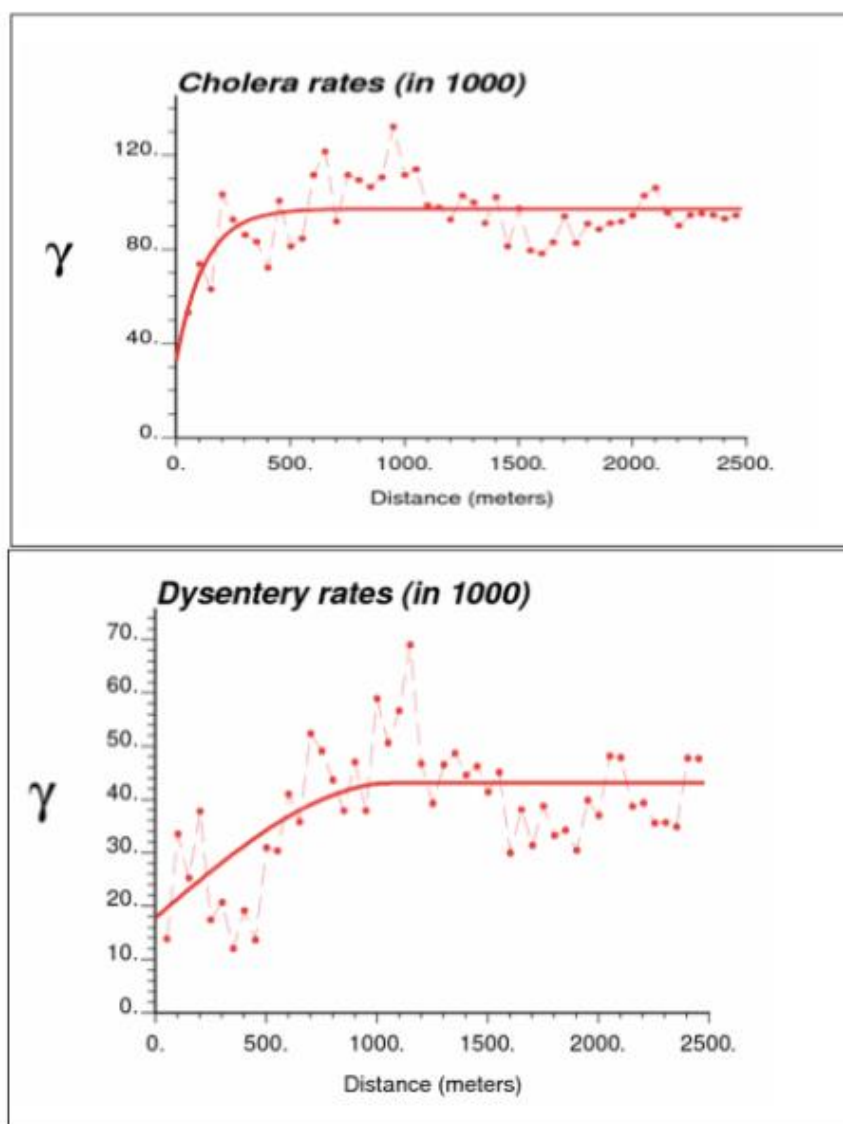 Cholera rates (in 1000)
120.
80.
γ
40.
0.
0. 500. 1000. 1500. 2000. 2500.
Distance (meters)
Dysentery rates (in 1000)
70.
60.
50.
γ
40.
30.
20.
10.
0.
0. 500. 1000. 1500. 2000. 2500.
Distance (meters)